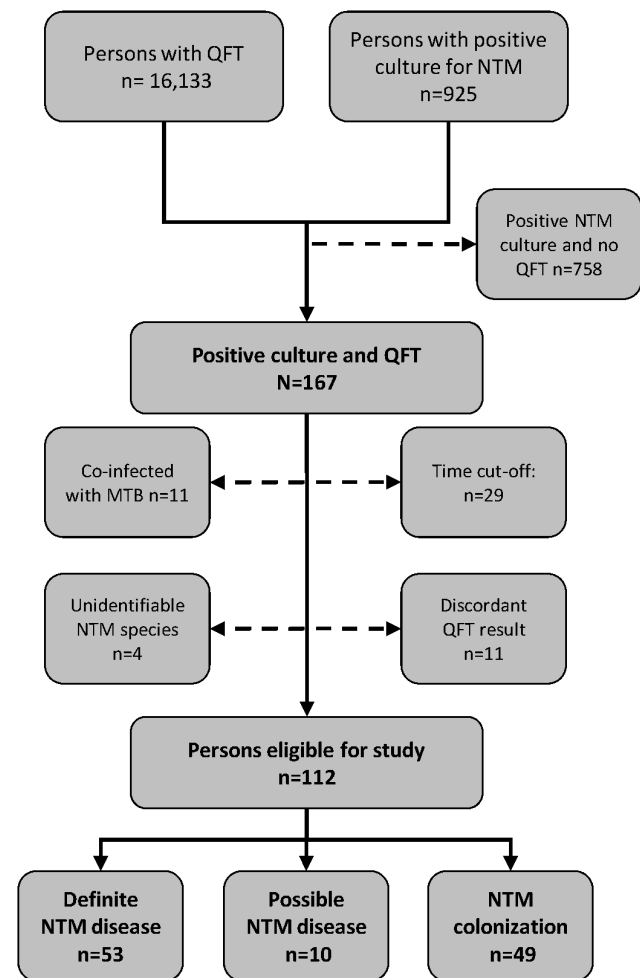 Persons with QFT
n= 16,133
Persons with positive
culture for NTM
n=925
Positive NTM
culture and no
QFT n=758
Positive culture and QFT
N=167
Co-infected
with MTB n=11
Time cut-off:
n=29
Unidentifiable
NTM species
n=4
Discordant
QFT result
n=11
Persons eligible for study
n=112
Definite
NTM disease
n=53
Possible
NTM disease
n=10
NTM
colonization
n=49